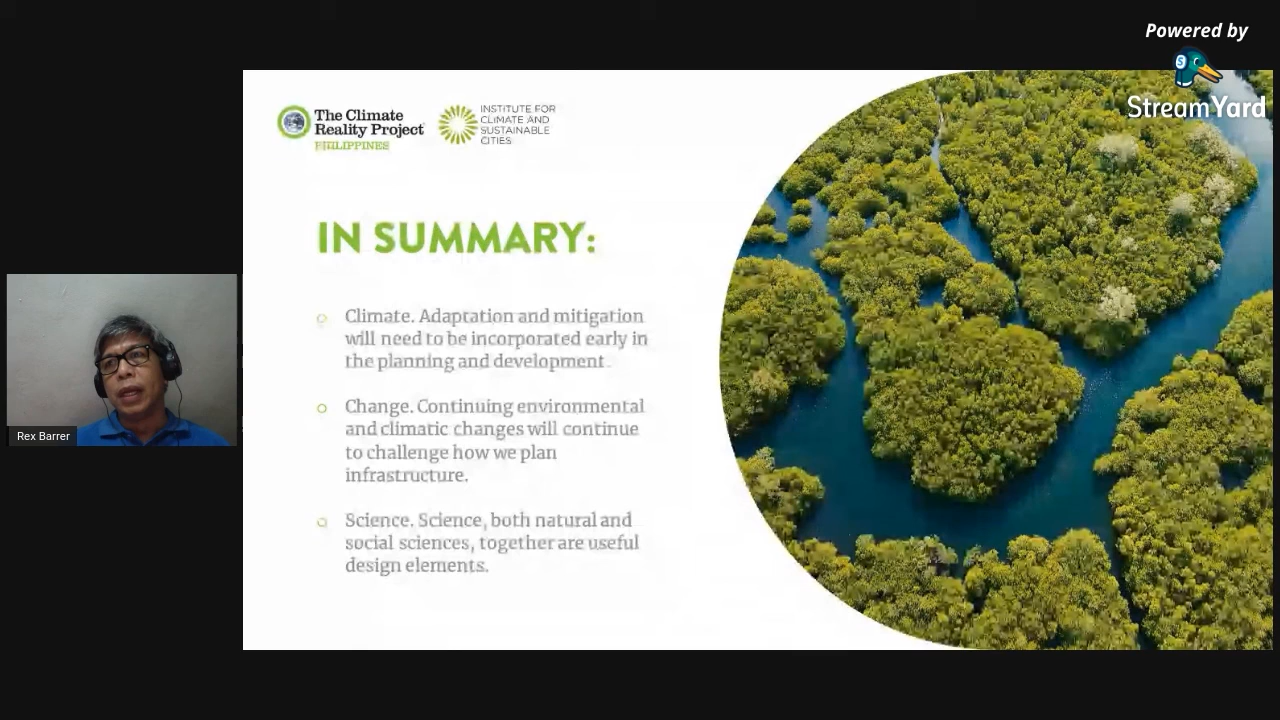 Powered by
StreamYard
The Climate
Reality Project
PHILIPPINES
INSTITUTE FOR
CLIMATE AND
SUSTAINABLE
CITIES
IN SUMMARY:
Climate. Adaptation and mitigation
will need to be incorporated early in
the planning and development.
Change. Continuing environmental
and climatic changes will continue
to challenge how we plan
infrastructure.
Science. Science, both natural and
social sciences, together are useful
design elements.
Rex Barrer